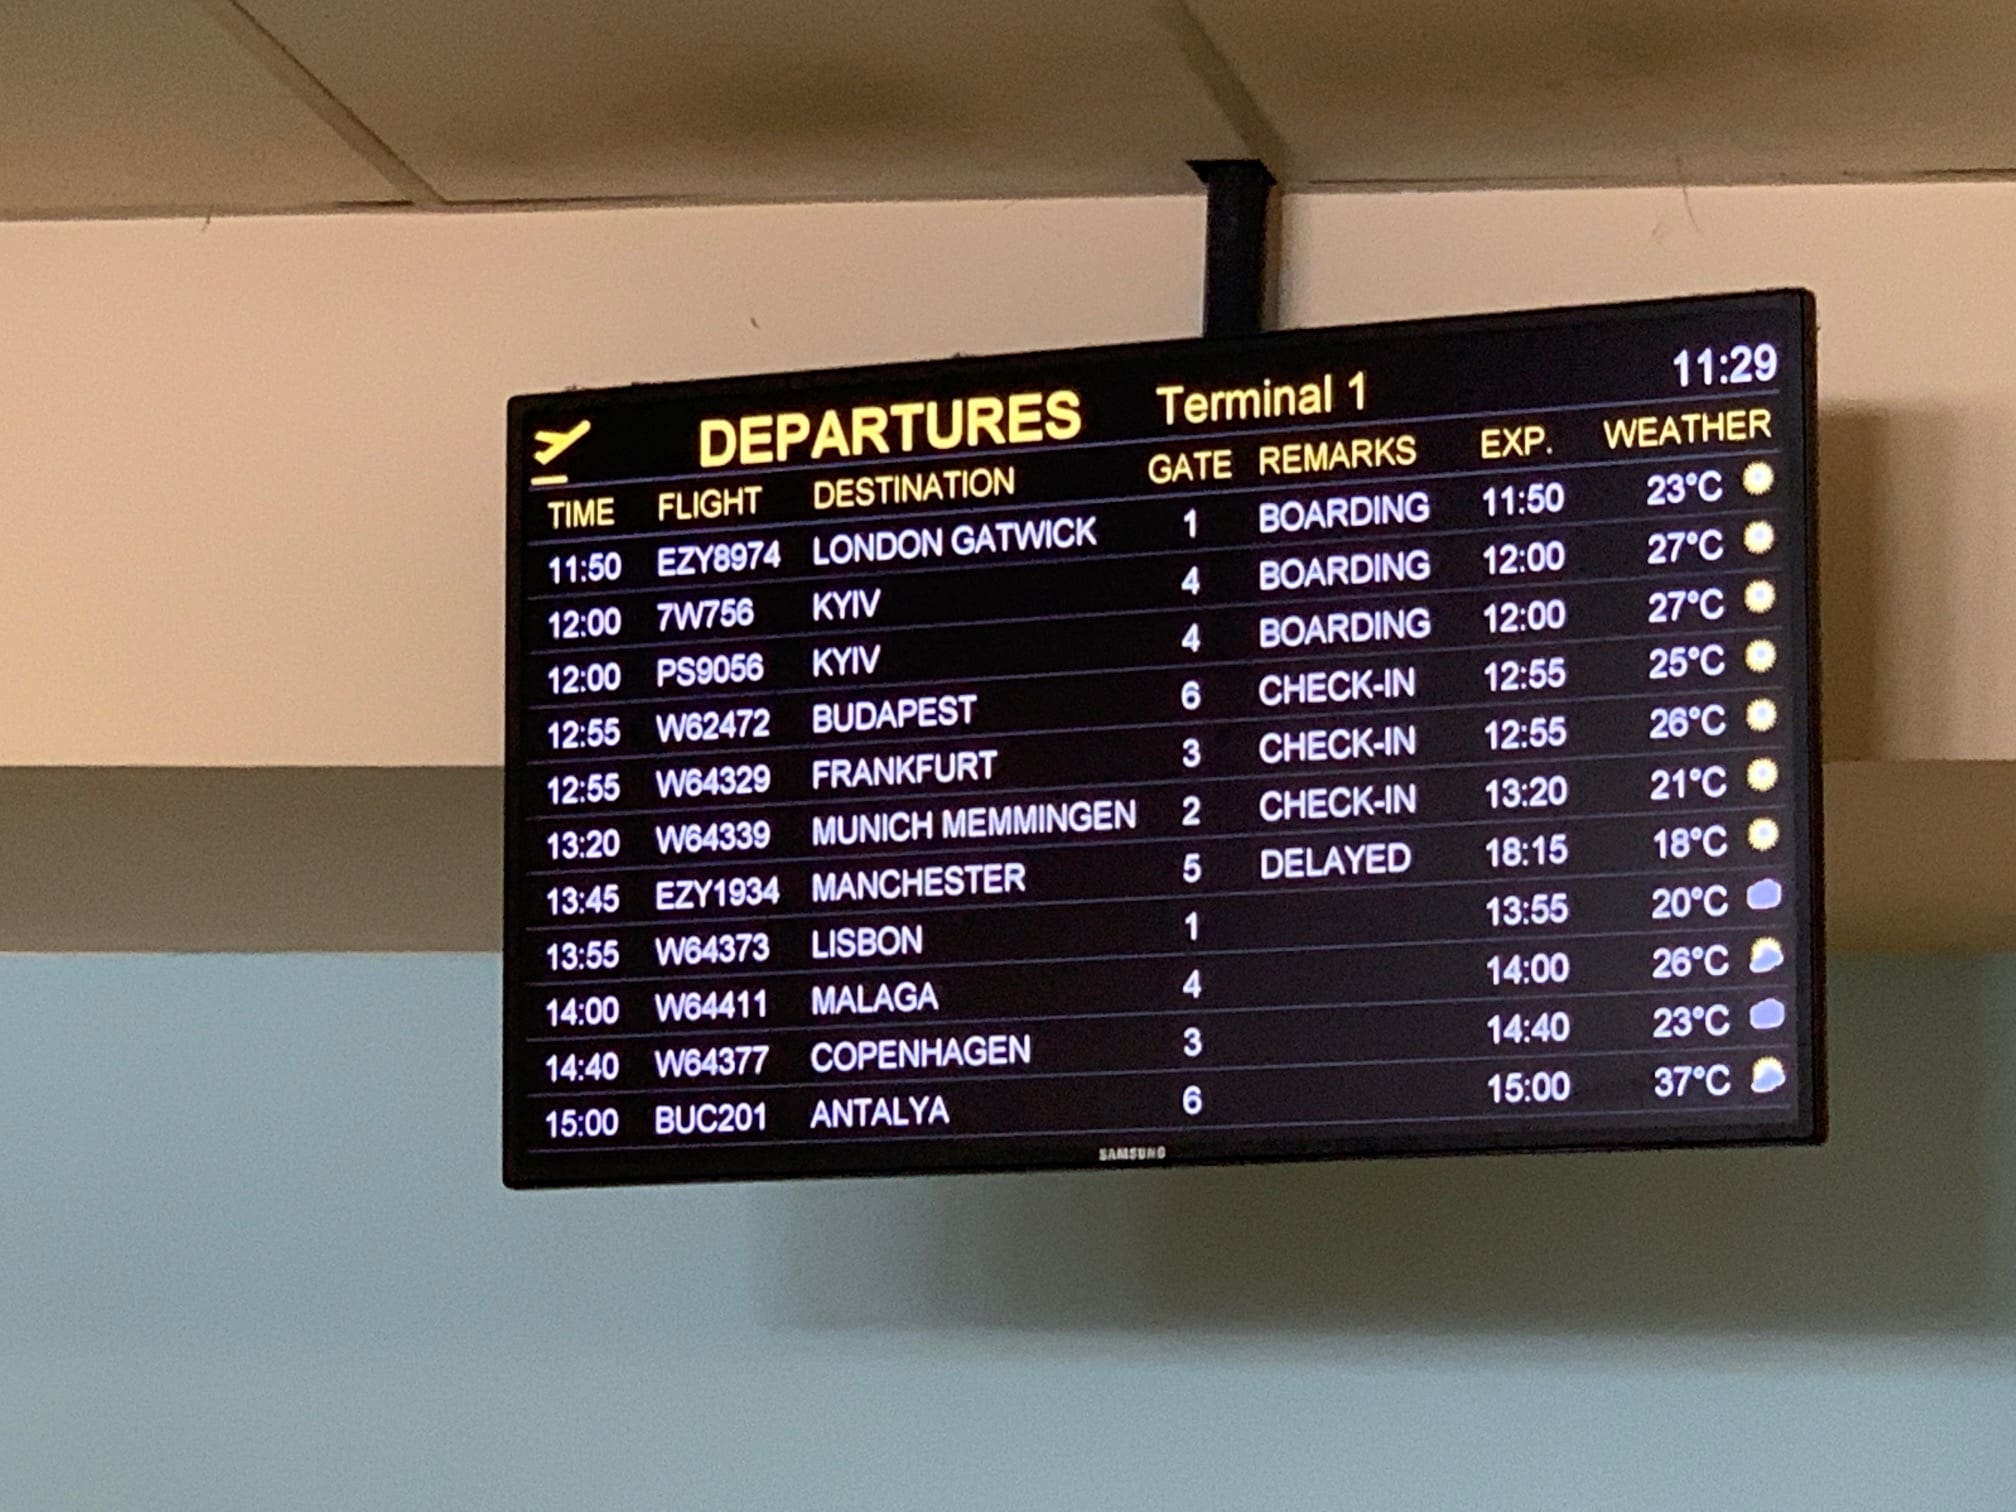 DEPARTURES Terminal 1 11:29
TIME FLIGHT DESTINATION GATE REMARKS EXP. WEATHER
11:50 EZY8974 LONDON GATWICK 1 BOARDING 11:50 23°C
12:00 7W756 KYIV 4 BOARDING 12:00 27°C
12:00 PS9056 KYIV 4 BOARDING 12:00 27°C
12:55 W62472 BUDAPEST 6 CHECK-IN 12:55 25°C
12:55 W64329 FRANKFURT 3 CHECK-IN 12:55 26°C
13:20 W64339 MUNICH MEMMINGEN 2 CHECK-IN 13:20 21°C
13:45 EZY1934 MANCHESTER 5 DELAYED 18:15 18°C
13:55 W64373 LISBON 1 13:55 20°C
14:00 W64411 MALAGA 4 14:00 26°C
14:40 W64377 COPENHAGEN 3 14:40 23°C
15:00 BUC201 ANTALYA 6 15:00 37°C
SAMSUNG